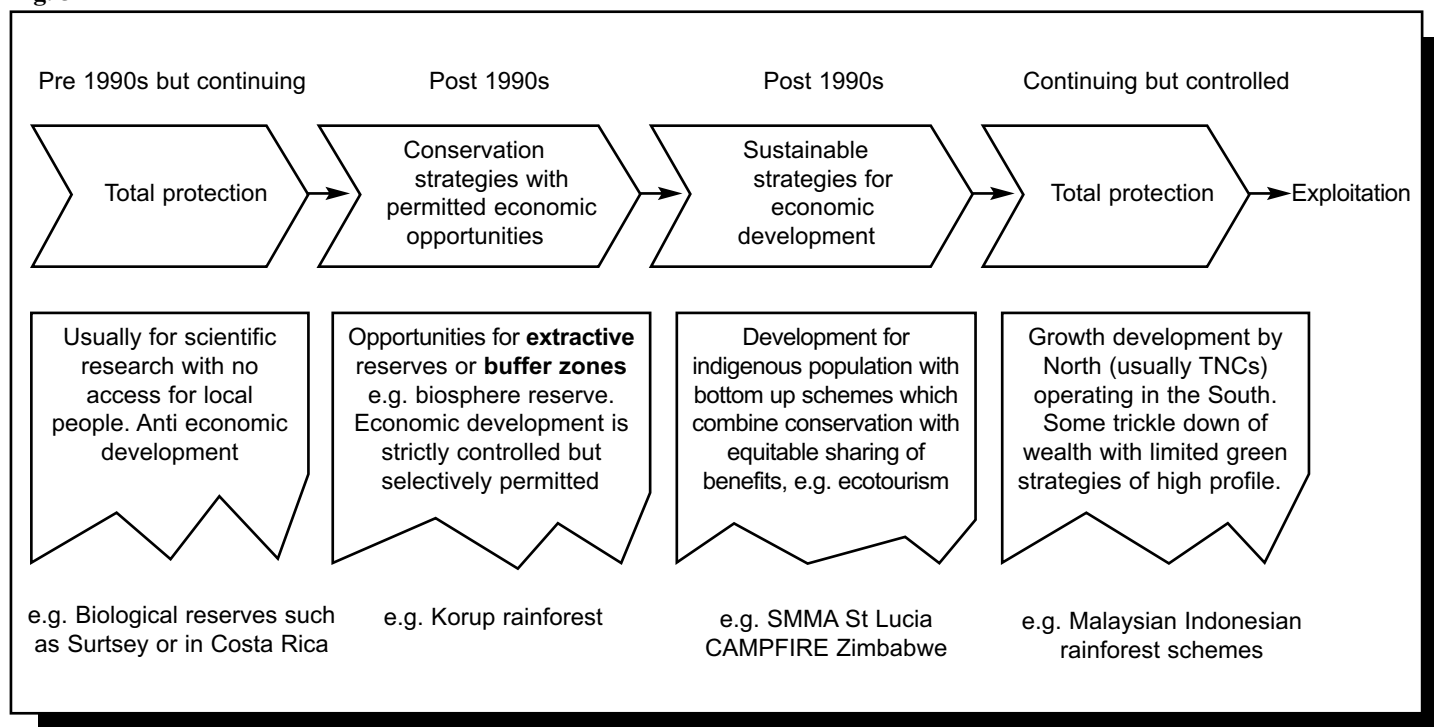 Pre 1990s but continuing
Post 1990s
Post 1990s
Continuing but controlled
Total protection
Conservation
strategies with
permitted economic
opportunities
Sustainable
strategies for
economic
development
Total protection
Exploitation
Usually for scientific
research with no
access for local
people. Anti economic
development
Opportunities for extractive
reserves or buffer zones
e.g. biosphere reserve.
Economic development is
strictly controlled but
selectively permitted
Development for
indigenous population with
bottom up schemes which
combine conservation with
equitable sharing of
benefits, e.g. ecotourism
Growth development by
North (usually TNCs)
operating in the South.
Some trickle down of
wealth with limited green
strategies of high profile.
e.g. Biological reserves such
as Surtsey or in Costa Rica
e.g. Korup rainforest
e.g. SMMA St Lucia
CAMPFIRE Zimbabwe
e.g. Malaysian Indonesian
rainforest schemes